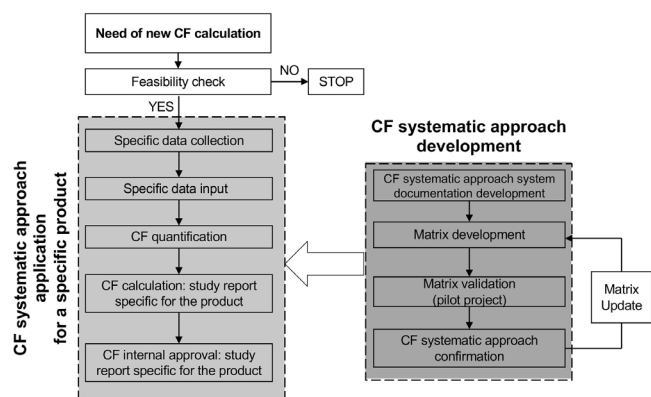 Need of new CF calculation
Feasibility check
NO
STOP
YES
CF systematic approach
application
for a specific product
Specific data collection
Specific data input
CF quantification
CF calculation: study report
specific for the product
CF internal approval: study
report specific for the product
CF systematic approach
development
CF systematic approach system
documentation development
Matrix development
Matrix validation
(pilot project)
CF systematic approach
confirmation
Matrix
Update